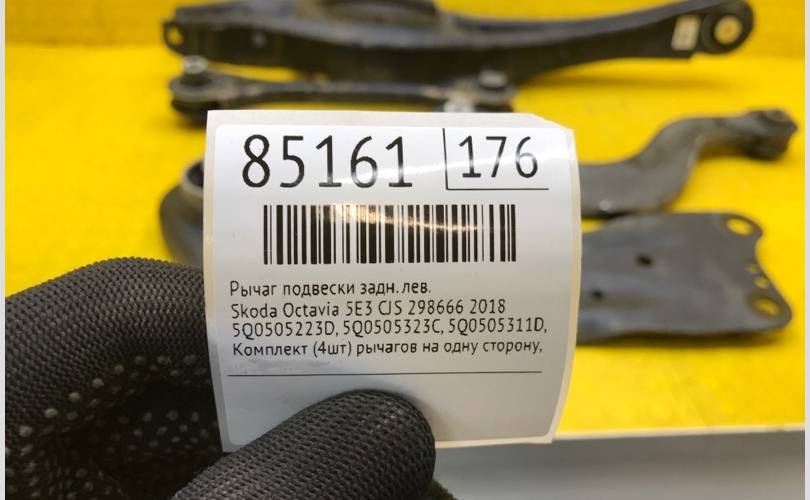 85161 176
Рычаг подвески задн. лев.
Skoda Octavia 5E3 CJS 298666 2018
5Q0505223D, 5Q0505323C, 5Q0505311D,
Комплект (4шт) рычагов на одну сторону,